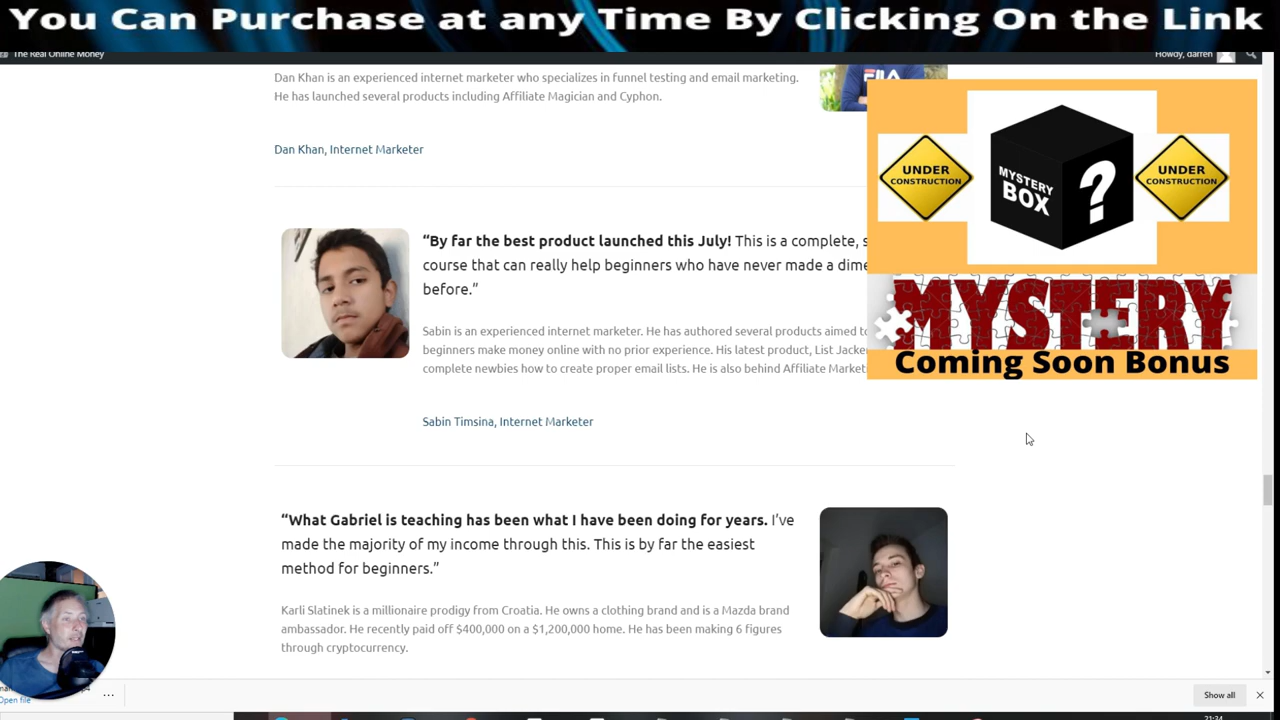 You Can Purchase at any Time By Clicking On the Link
The Real Online Money
Howdy, darren
Dan Khan is an experienced internet marketer who specializes in funnel testing and email marketing.
He has launched several products including Affiliate Magician and Cyphon.
FILA
Dan Khan, Internet Marketer
UNDER
CONSTRUCTION
MYSTERY
BOX
?
UNDER
CONSTRUCTION
MYSTERY
Coming Soon Bonus
“By far the best product launched this July! This is a complete, s
course that can really help beginners who have never made a dime
before.”
Sabin is an experienced internet marketer. He has authored several products aimed to
beginners make money online with no prior experience. His latest product, List Jacke
complete newbies how to create proper email lists. He is also behind Affiliate Market
Sabin Timsina, Internet Marketer
“What Gabriel is teaching has been what I have been doing for years. I’ve
made the majority of my income through this. This is by far the easiest
method for beginners.”
Karli Slatinek is a millionaire prodigy from Croatia. He owns a clothing brand and is a Mazda brand
ambassador. He recently paid off $400,000 on a $1,200,000 home. He has been making 6 figures
through cryptocurrency.
Open file
...
Show all
21:34